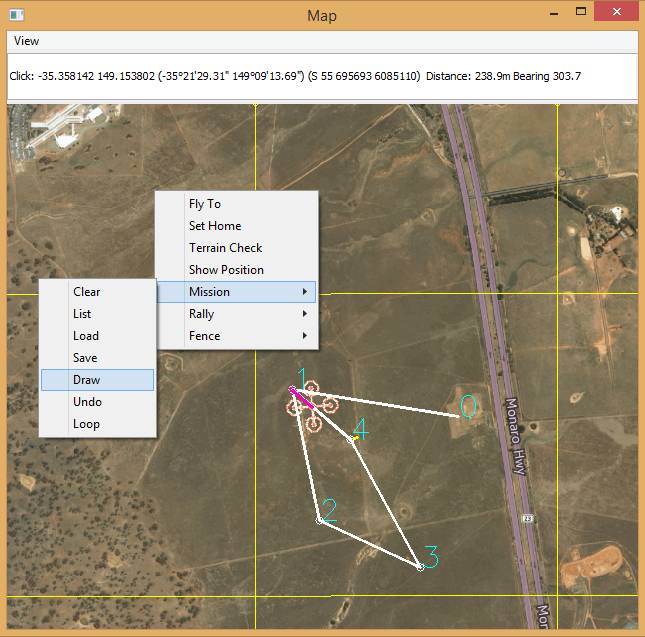 Map
View
Click: -35.358142 149.153802 (-35°21'29.31" 149°09'13.69") (S 55 695693 6085110) Distance: 238.9m Bearing 303.7
Fly To
Set Home
Terrain Check
Show Position
Mission
Rally
Fence
Clear
List
Load
Save
Draw
Undo
Loop
1
0
4
2
3
Monaro Hwy
23
Mon